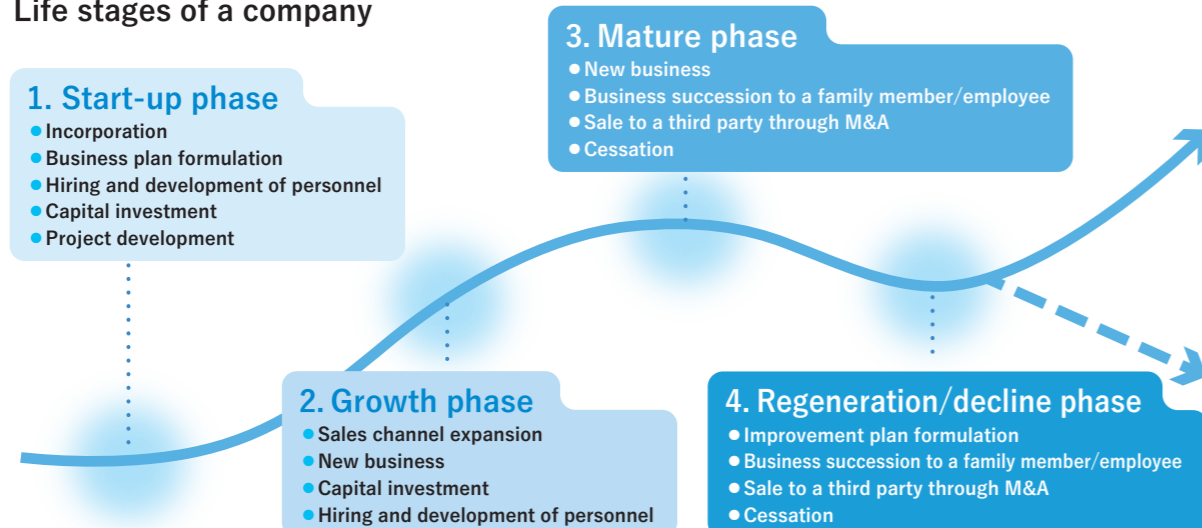 Life stages of a company
1. Start-up phase
● Incorporation
● Business plan formulation
● Hiring and development of personnel
● Capital investment
● Project development
2. Growth phase
● Sales channel expansion
● New business
● Capital investment
● Hiring and development of personnel
3. Mature phase
● New business
● Business succession to a family member/employee
● Sale to a third party through M&A
● Cessation
4. Regeneration/decline phase
● Improvement plan formulation
● Business succession to a family member/employee
● Sale to a third party through M&A
● Cessation